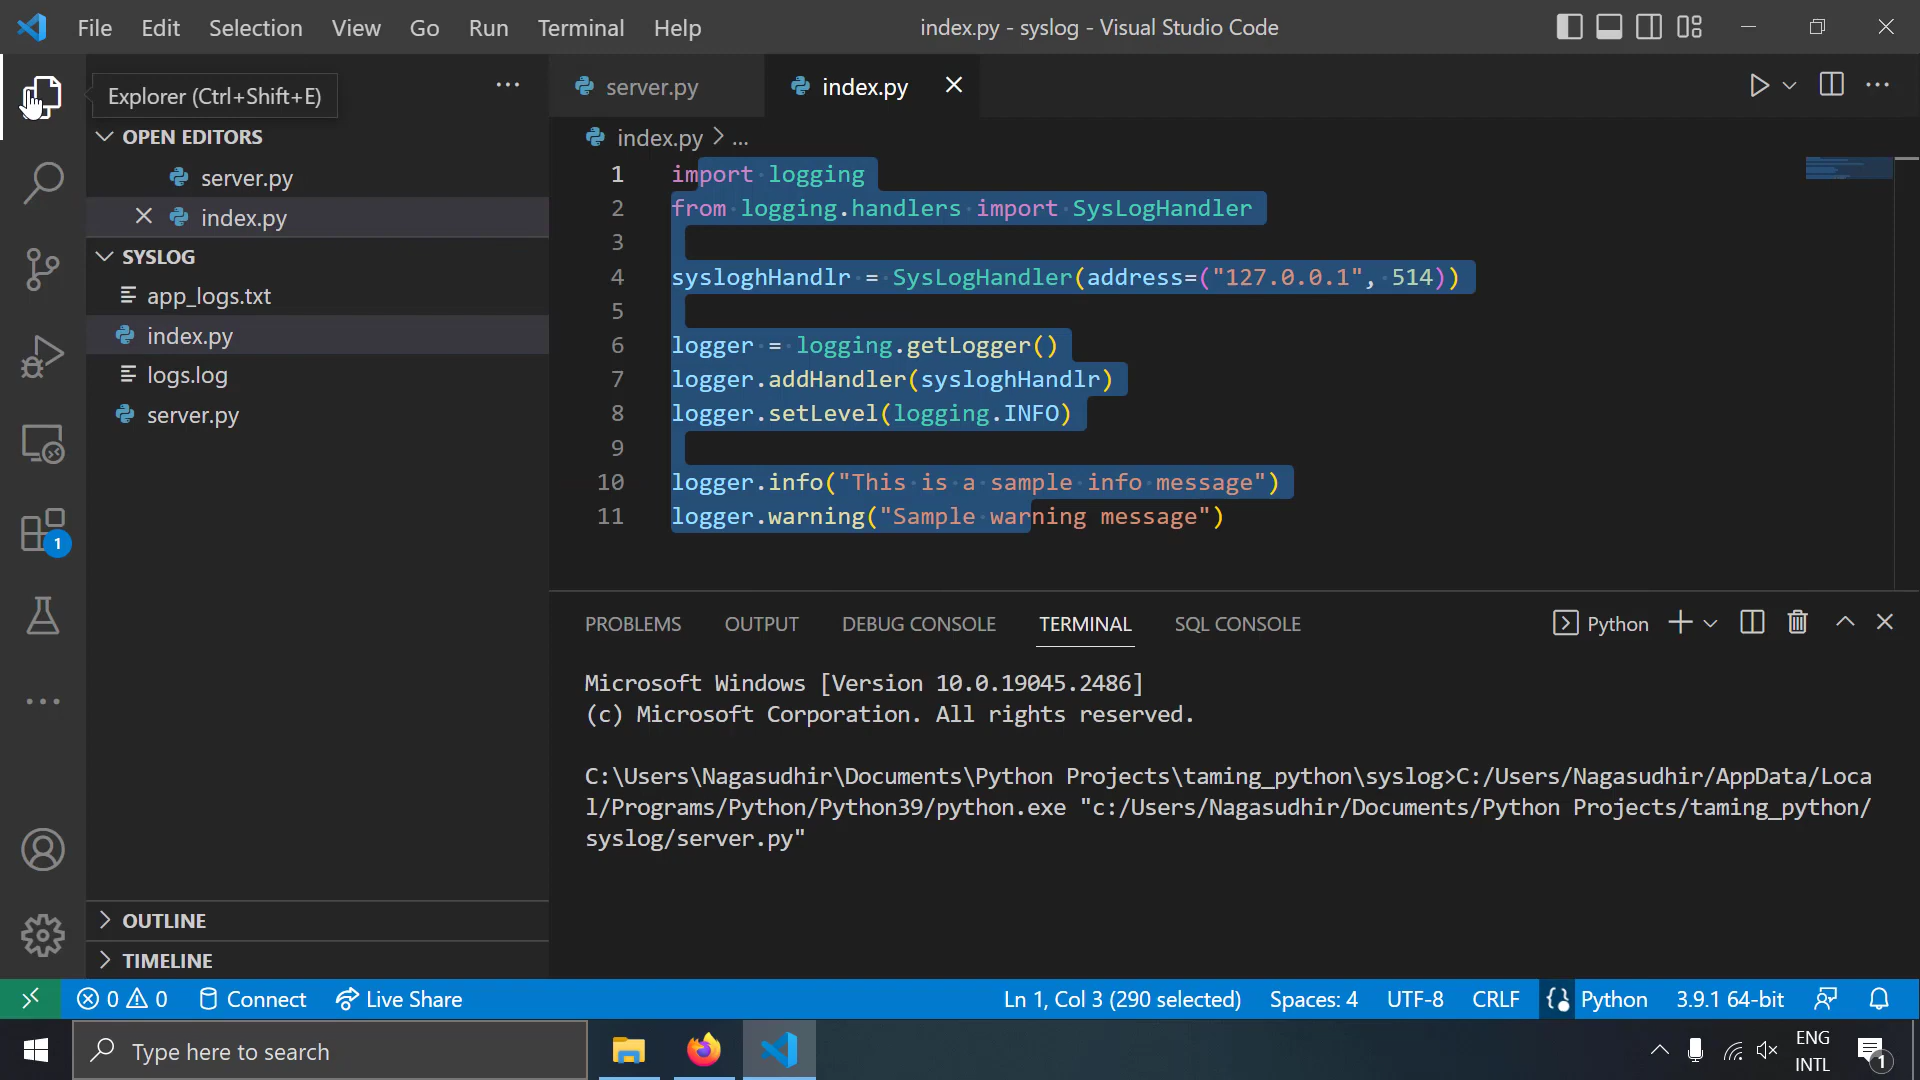 File Edit Selection View Go Run Terminal Help
index.py - syslog - Visual Studio Code
Explorer (Ctrl+Shift+E)
OPEN EDITORS
server.py
index.py
SYSLOG
app_logs.txt
index.py
logs.log
server.py
OUTLINE
TIMELINE
1
server.py index.py
index.py > ...
1 import logging
2 from logging.handlers import SysLogHandler
3
4 sysloghHandlr = SysLogHandler(address=("127.0.0.1", 514))
5
6 logger = logging.getLogger()
7 logger.addHandler(sysloghHandlr)
8 logger.setLevel(logging.INFO)
9
10 logger.info("This is a sample info message")
11 logger.warning("Sample warning message")
PROBLEMS OUTPUT DEBUG CONSOLE TERMINAL SQL CONSOLE
Python
Microsoft Windows [Version 10.0.19045.2486]
(c) Microsoft Corporation. All rights reserved.
C:\Users\Nagasudhir\Documents\Python Projects\taming_python\syslog>C:/Users/Nagasudhir/AppData/Loca
l/Programs/Python/Python39/python.exe "c:/Users/Nagasudhir/Documents/Python Projects/taming_python/
syslog/server.py"
0 0 Connect Live Share
Ln 1, Col 3 (290 selected) Spaces: 4 UTF-8 CRLF Python 3.9.1 64-bit
Type here to search
ENG
INTL
1